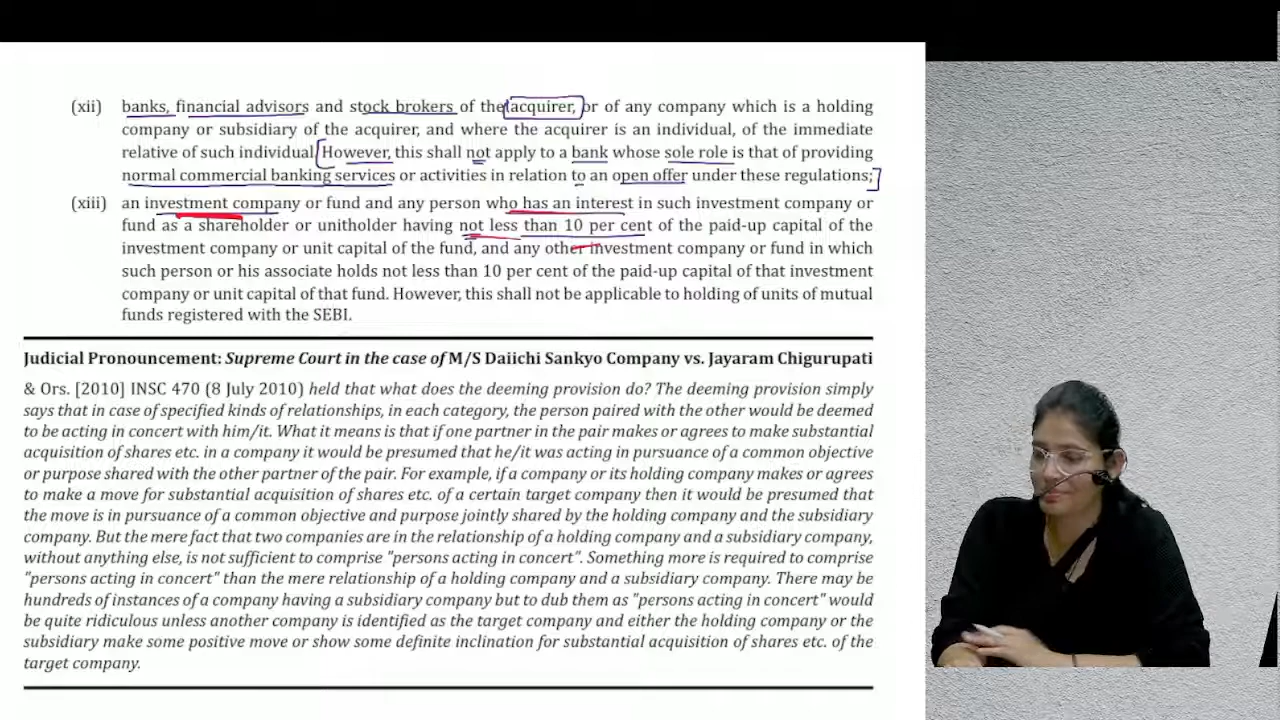 (xii) banks, financial advisors and stock brokers of the acquirer, or of any company which is a holding
company or subsidiary of the acquirer, and where the acquirer is an individual, of the immediate
relative of such individual However, this shall not apply to a bank whose sole role is that of providing
normal commercial banking services or activities in relation to an open offer under these regulations;
(xiii) an investment company or fund and any person who has an interest in such investment company or
fund as a shareholder or unitholder having not less than 10 per cent of the paid-up capital of the
investment company or unit capital of the fund, and any other investment company or fund in which
such person or his associate holds not less than 10 per cent of the paid-up capital of that investment
company or unit capital of that fund. However, this shall not be applicable to holding of units of mutual
funds registered with the SEBI.
Judicial Pronouncement: Supreme Court in the case of M/S Daiichi Sankyo Company vs. Jayaram Chigurupati
& Ors. [2010] INSC 470 (8 July 2010) held that what does the deeming provision do? The deeming provision simply
says that in case of specified kinds of relationships, in each category, the person paired with the other would be deemed
to be acting in concert with him/it. What it means is that if one partner in the pair makes or agrees to make substantial
acquisition of shares etc. in a company it would be presumed that he/it was acting in pursuance of a common objective
or purpose shared with the other partner of the pair. For example, if a company or its holding company makes or agrees
to make a move for substantial acquisition of shares etc. of a certain target company then it would be presumed that
the move is in pursuance of a common objective and purpose jointly shared by the holding company and the subsidiary
company. But the mere fact that two companies are in the relationship of a holding company and a subsidiary company,
without anything else, is not sufficient to comprise "persons acting in concert". Something more is required to comprise
"persons acting in concert" than the mere relationship of a holding company and a subsidiary company. There may be
hundreds of instances of a company having a subsidiary company but to dub them as "persons acting in concert" would
be quite ridiculous unless another company is identified as the target company and either the holding company or the
subsidiary make some positive move or show some definite inclination for substantial acquisition of shares etc. of the
target company.